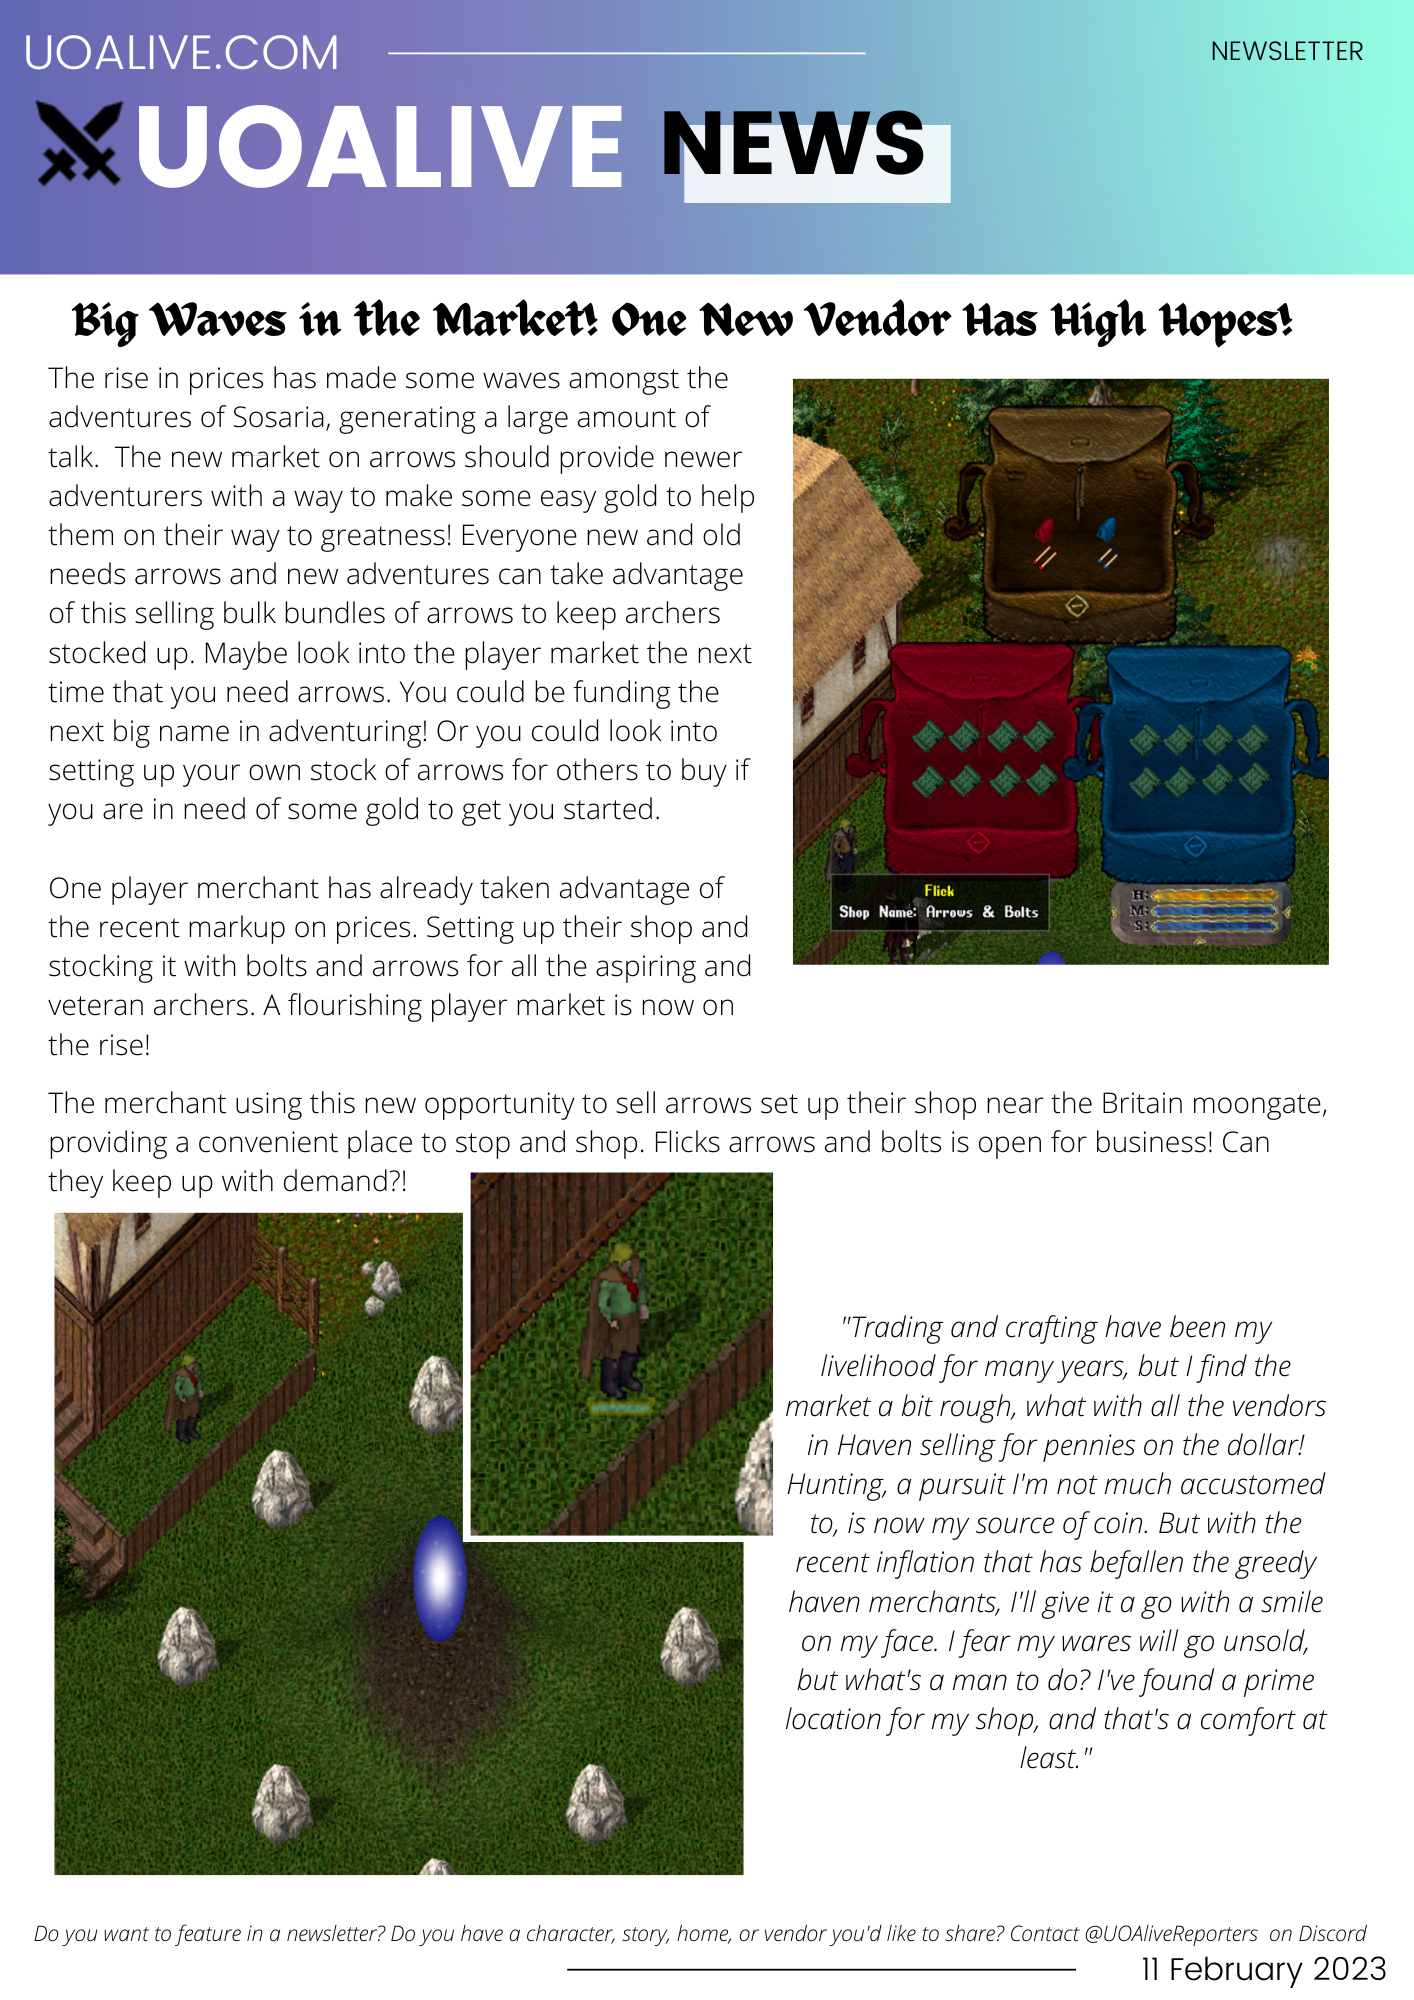 UOALIVE.COM
NEWSLETTER
UOALIVE NEWS
Big Waves in the Market! One New Vendor Has High Hopes!
The rise in prices has made some waves amongst the
adventures of Sosaria, generating a large amount of
talk.  The new market on arrows should provide newer
adventurers with a way to make some easy gold to help
them on their way to greatness! Everyone new and old
needs arrows and new adventures can take advantage
of this selling bulk bundles of arrows to keep archers
stocked up. Maybe look into the player market the next
time that you need arrows. You could be funding the
next big name in adventuring! Or you could look into
setting up your own stock of arrows for others to buy if
you are in need of some gold to get you started.
One player merchant has already taken advantage of
the recent markup on prices. Setting up their shop and
stocking it with bolts and arrows for all the aspiring and
veteran archers. A flourishing player market is now on
the rise!
Flick
Shop Name: Arrows & Bolts
H:
M:
S:
The merchant using this new opportunity to sell arrows set up their shop near the Britain moongate,
providing a convenient place to stop and shop. Flicks arrows and bolts is open for business! Can
they keep up with demand?!
"Trading and crafting have been my
livelihood for many years, but I find the
market a bit rough, what with all the vendors
in Haven selling for pennies on the dollar!
Hunting, a pursuit I'm not much accustomed
to, is now my source of coin. But with the
recent inflation that has befallen the greedy
haven merchants, I'll give it a go with a smile
on my face. I fear my wares will go unsold,
but what's a man to do? I've found a prime
location for my shop, and that's a comfort at
least."
Do you want to feature in a newsletter? Do you have a character, story, home, or vendor you'd like to share? Contact @UOAliveReporters  on Discord
11 February 2023